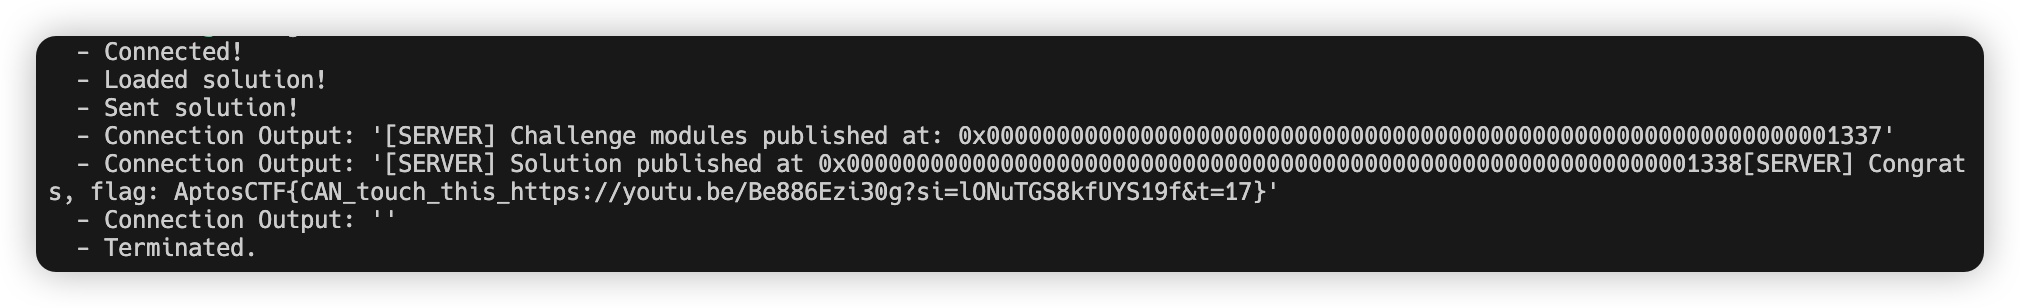 - Connected!
- Loaded solution!
- Sent solution!
- Connection Output: '[SERVER] Challenge modules published at: 0x0000000000000000000000000000000000000000000000000000000000001337'
- Connection Output: '[SERVER] Solution published at 0x0000000000000000000000000000000000000000000000000000000000001338[SERVER] Congrat
s, flag: AptosCTF{CAN_touch_this_https://youtu.be/Be886Ezi30g?si=lONuTGS8kfUYS19f&t=17}'
- Connection Output: ''
- Terminated.